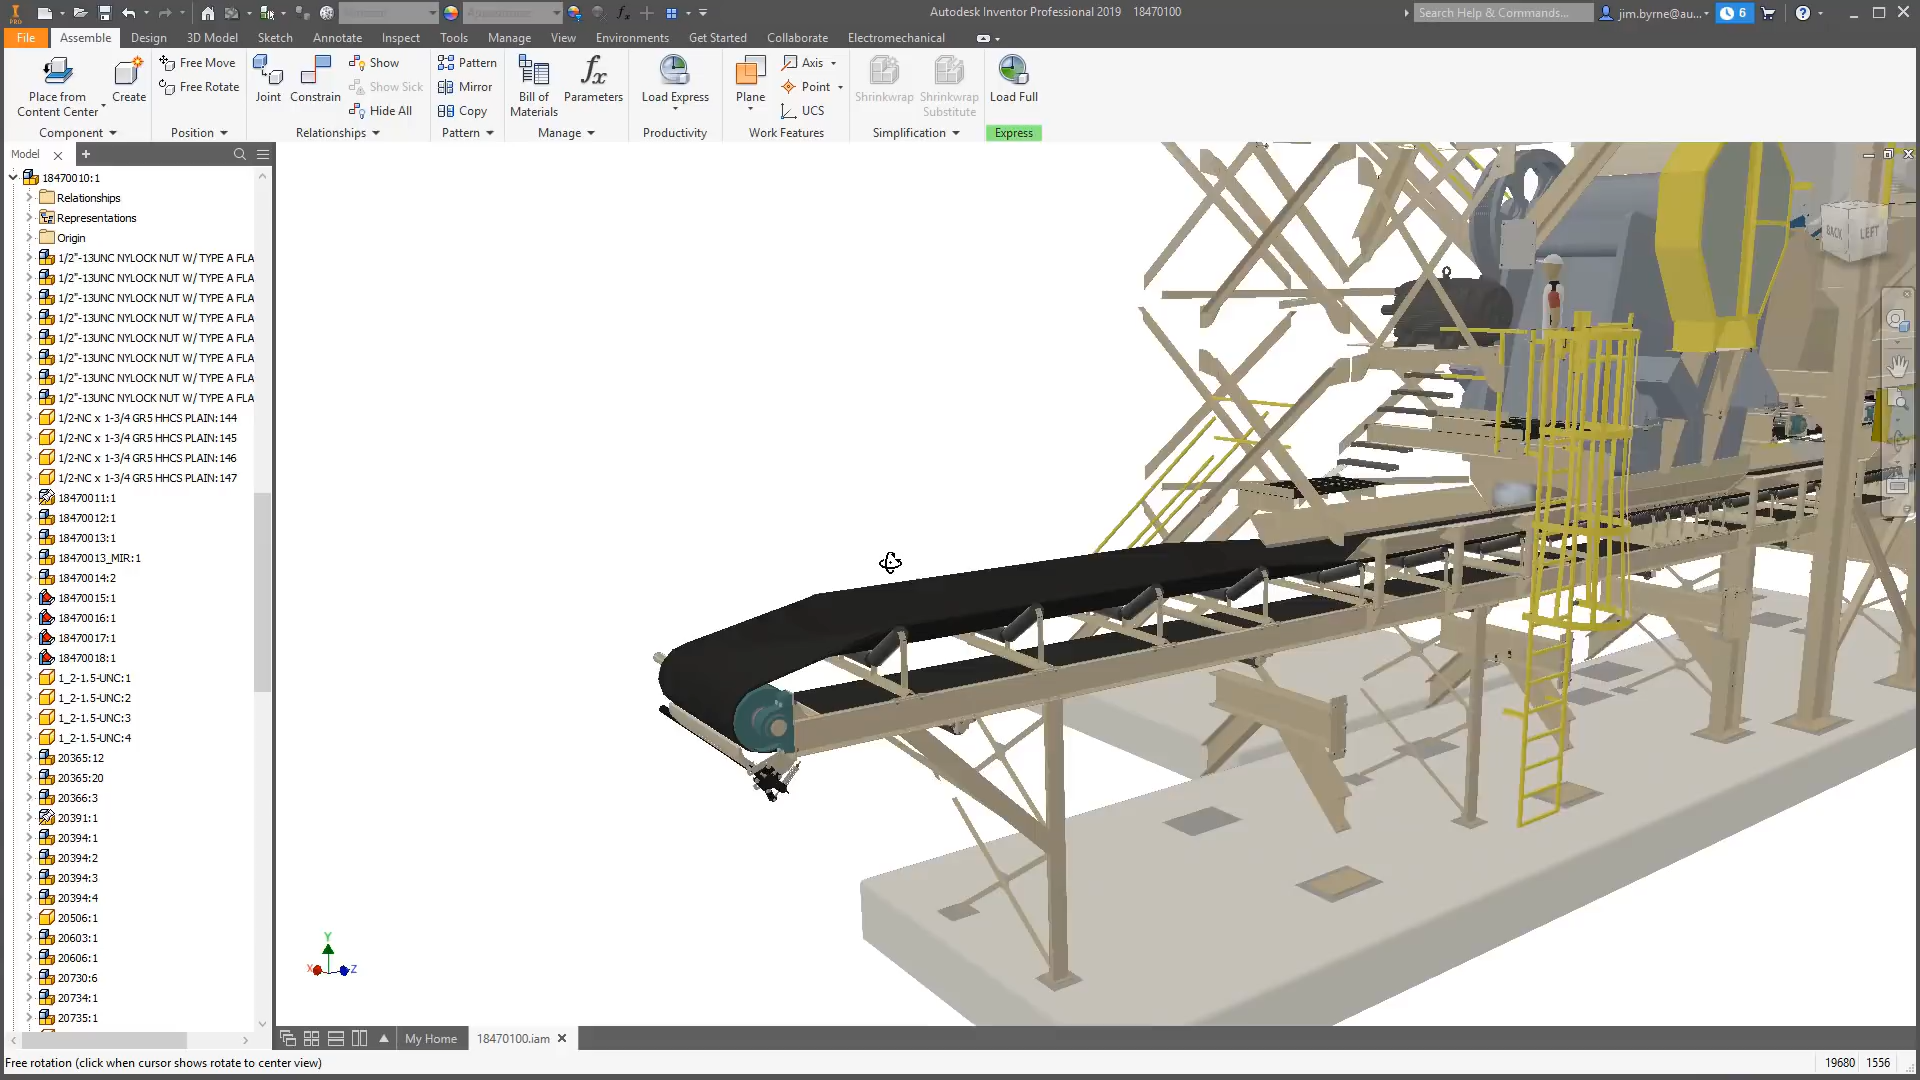 PRO
Autodesk Inventor Professional 2019 18470100
Search Help & Commands...
jim.byrne@au...
6
File Assemble Design 3D Model Sketch Annotate Inspect Tools Manage View Environments Get Started Collaborate Electromechanical
Place from
Content Center
Create
Free Move
Free Rotate
Joint
Constrain
Show
Show Sick
Hide All
Pattern
Mirror
Copy
Bill of
Materials
Parameters
Load Express
Plane
Axis
Point
UCS
Shrinkwrap
Shrinkwrap
Substitute
Load Full
Component Position Relationships Pattern Manage Productivity Work Features Simplification Express
Model
18470010:1
Relationships
Representations
Origin
1/2"-13UNC NYLOCK NUT W/ TYPE A FLA
1/2"-13UNC NYLOCK NUT W/ TYPE A FLA
1/2"-13UNC NYLOCK NUT W/ TYPE A FLA
1/2"-13UNC NYLOCK NUT W/ TYPE A FLA
1/2"-13UNC NYLOCK NUT W/ TYPE A FLA
1/2"-13UNC NYLOCK NUT W/ TYPE A FLA
1/2"-13UNC NYLOCK NUT W/ TYPE A FLA
1/2"-13UNC NYLOCK NUT W/ TYPE A FLA
1/2-NC x 1-3/4 GR5 HHCS PLAIN:144
1/2-NC x 1-3/4 GR5 HHCS PLAIN:145
1/2-NC x 1-3/4 GR5 HHCS PLAIN:146
1/2-NC x 1-3/4 GR5 HHCS PLAIN:147
18470011:1
18470012:1
18470013:1
18470013_MIR:1
18470014:2
18470015:1
18470016:1
18470017:1
18470018:1
1_2-1.5-UNC:1
1_2-1.5-UNC:2
1_2-1.5-UNC:3
1_2-1.5-UNC:4
20365:12
20365:20
20366:3
20391:1
20394:1
20394:2
20394:3
20394:4
20506:1
20603:1
20606:1
20730:6
20734:1
20735:1
BACK LEFT
Y
X Z
My Home 18470100.iam
Free rotation (click when cursor shows rotate to center view)
19680 1556